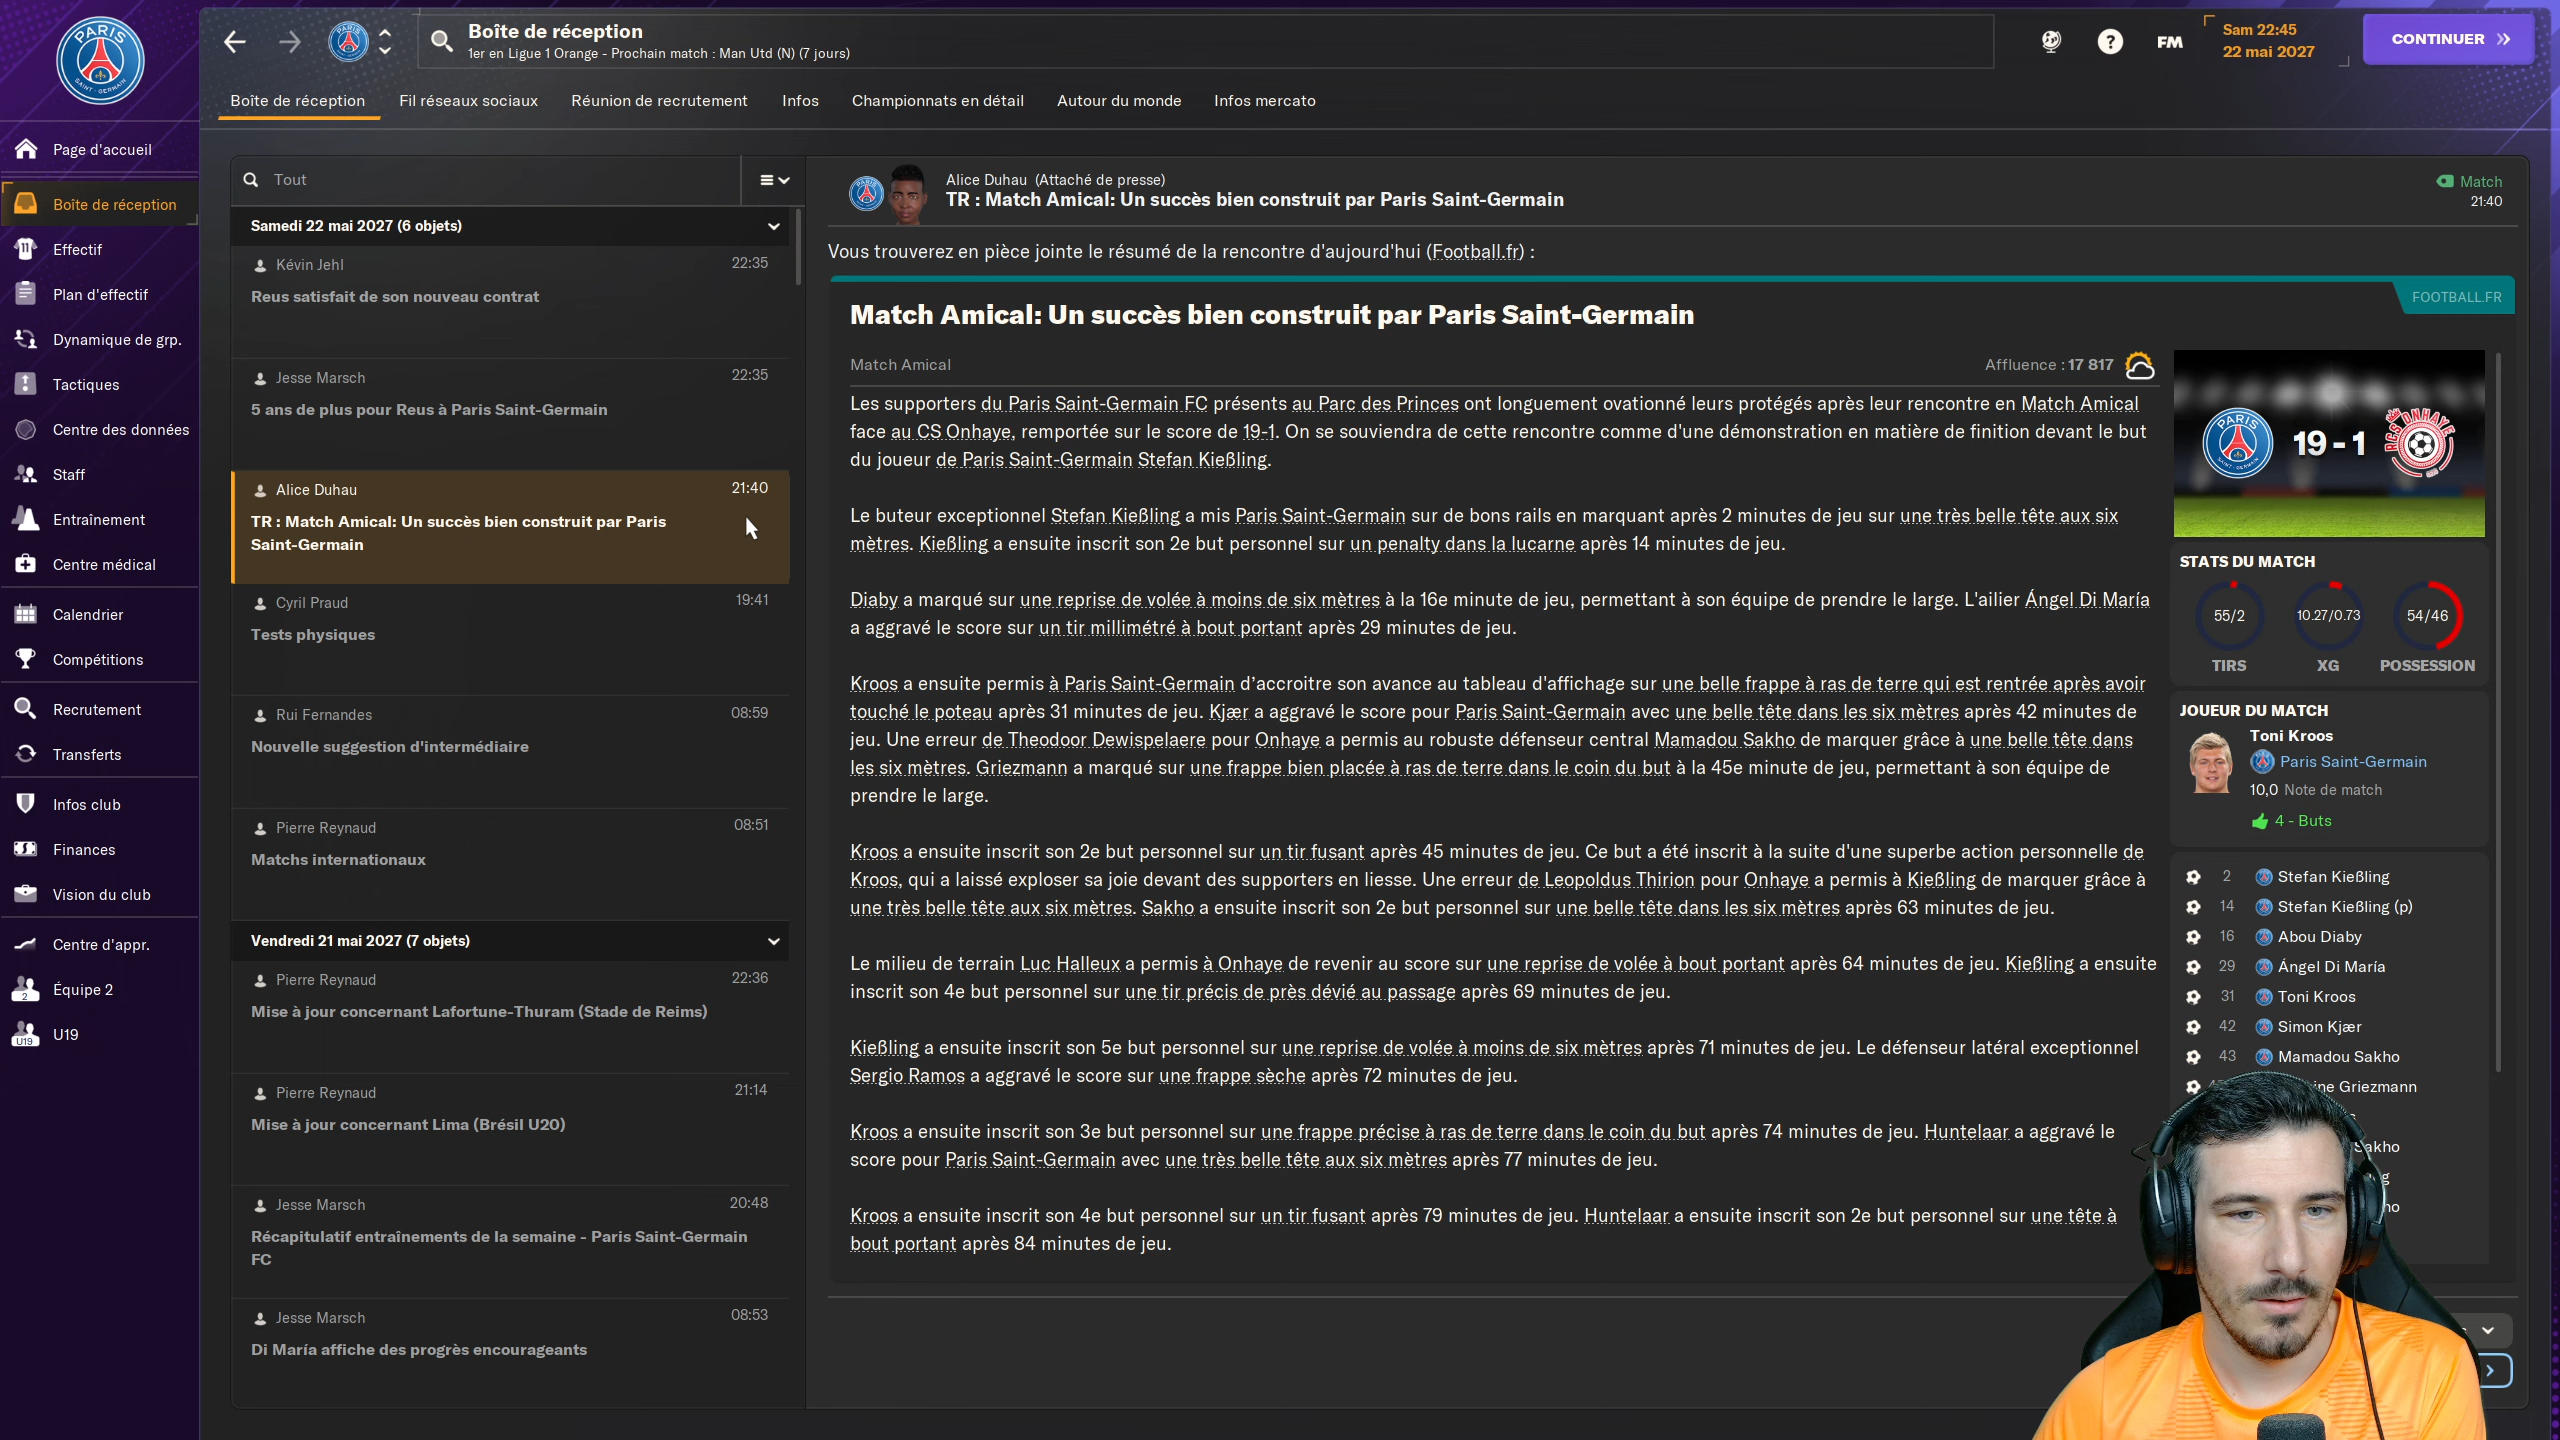 Boîte de réception
1er en Ligue 1 Orange - Prochain match : Man Utd (N) (7 jours)
FM
Sam 22:45
22 mai 2027
CONTINUER
Boîte de réception
Fil réseaux sociaux
Réunion de recrutement
Infos
Championnats en détail
Autour du monde
Infos mercato
Page d'accueil
Boîte de réception
Effectif
Plan d'effectif
Dynamique de grp.
Tactiques
Centre des données
Staff
Entraînement
Centre médical
Calendrier
Compétitions
Recrutement
Transferts
Infos club
Finances
Vision du club
Centre d'appr.
Équipe 2
U19
Tout
Samedi 22 mai 2027 (6 objets)
Kévin Jehl 22:35
Reus satisfait de son nouveau contrat
Jesse Marsch 22:35
5 ans de plus pour Reus à Paris Saint-Germain
Alice Duhau 21:40
TR : Match Amical: Un succès bien construit par Paris
Saint-Germain
Cyril Praud 19:41
Tests physiques
Rui Fernandes 08:59
Nouvelle suggestion d'intermédiaire
Pierre Reynaud 08:51
Matchs internationaux
Vendredi 21 mai 2027 (7 objets)
Pierre Reynaud 22:36
Mise à jour concernant Lafortune-Thuram (Stade de Reims)
Pierre Reynaud 21:14
Mise à jour concernant Lima (Brésil U20)
Jesse Marsch 20:48
Récapitulatif entraînements de la semaine - Paris Saint-Germain
FC
Jesse Marsch 08:53
Di María affiche des progrès encourageants
Alice Duhau (Attaché de presse)
TR : Match Amical: Un succès bien construit par Paris Saint-Germain
Match
21:40
Vous trouverez en pièce jointe le résumé de la rencontre d'aujourd'hui (Football.fr) :
FOOTBALL.FR
Match Amical: Un succès bien construit par Paris Saint-Germain
Match Amical
Affluence : 17 817
Les supporters du Paris Saint-Germain FC présents au Parc des Princes ont longuement ovationné leurs protégés après leur rencontre en Match Amical
face au CS Onhaye, remportée sur le score de 19-1. On se souviendra de cette rencontre comme d'une démonstration en matière de finition devant le but
du joueur de Paris Saint-Germain Stefan Kießling.
Le buteur exceptionnel Stefan Kießling a mis Paris Saint-Germain sur de bons rails en marquant après 2 minutes de jeu sur une très belle tête aux six
mètres. Kießling a ensuite inscrit son 2e but personnel sur un penalty dans la lucarne après 14 minutes de jeu.
Diaby a marqué sur une reprise de volée à moins de six mètres à la 16e minute de jeu, permettant à son équipe de prendre le large. L'ailier Ángel Di María
a aggravé le score sur un tir millimétré à bout portant après 29 minutes de jeu.
Kroos a ensuite permis à Paris Saint-Germain d’accroitre son avance au tableau d'affichage sur une belle frappe à ras de terre qui est rentrée après avoir
touché le poteau après 31 minutes de jeu. Kjær a aggravé le score pour Paris Saint-Germain avec une belle tête dans les six mètres après 42 minutes de
jeu. Une erreur de Theodoor Dewispelaere pour Onhaye a permis au robuste défenseur central Mamadou Sakho de marquer grâce à une belle tête dans
les six mètres. Griezmann a marqué sur une frappe bien placée à ras de terre dans le coin du but à la 45e minute de jeu, permettant à son équipe de
prendre le large.
Kroos a ensuite inscrit son 2e but personnel sur un tir fusant après 45 minutes de jeu. Ce but a été inscrit à la suite d'une superbe action personnelle de
Kroos, qui a laissé exploser sa joie devant des supporters en liesse. Une erreur de Leopoldus Thirion pour Onhaye a permis à Kießling de marquer grâce à
une très belle tête aux six mètres. Sakho a ensuite inscrit son 2e but personnel sur une belle tête dans les six mètres après 63 minutes de jeu.
Le milieu de terrain Luc Halleux a permis à Onhaye de revenir au score sur une reprise de volée à bout portant après 64 minutes de jeu. Kießling a ensuite
inscrit son 4e but personnel sur une tir précis de près dévié au passage après 69 minutes de jeu.
Kießling a ensuite inscrit son 5e but personnel sur une reprise de volée à moins de six mètres après 71 minutes de jeu. Le défenseur latéral exceptionnel
Sergio Ramos a aggravé le score sur une frappe sèche après 72 minutes de jeu.
Kroos a ensuite inscrit son 3e but personnel sur une frappe précise à ras de terre dans le coin du but après 74 minutes de jeu. Huntelaar a aggravé le
score pour Paris Saint-Germain avec une très belle tête aux six mètres après 77 minutes de jeu.
Kroos a ensuite inscrit son 4e but personnel sur un tir fusant après 79 minutes de jeu. Huntelaar a ensuite inscrit son 2e but personnel sur une tête à
bout portant après 84 minutes de jeu.
PARIS
SAINT-GERMAIN
RCS ONHAYE
19 - 1
STATS DU MATCH
55/2 10.27/0.73 54/46
TIRS XG POSSESSION
JOUEUR DU MATCH
Toni Kroos
Paris Saint-Germain
10,0 Note de match
4 - Buts
2 Stefan Kießling
14 Stefan Kießling (p)
16 Abou Diaby
29 Ángel Di María
31 Toni Kroos
42 Simon Kjær
43 Mamadou Sakho
Griezmann
Sakho